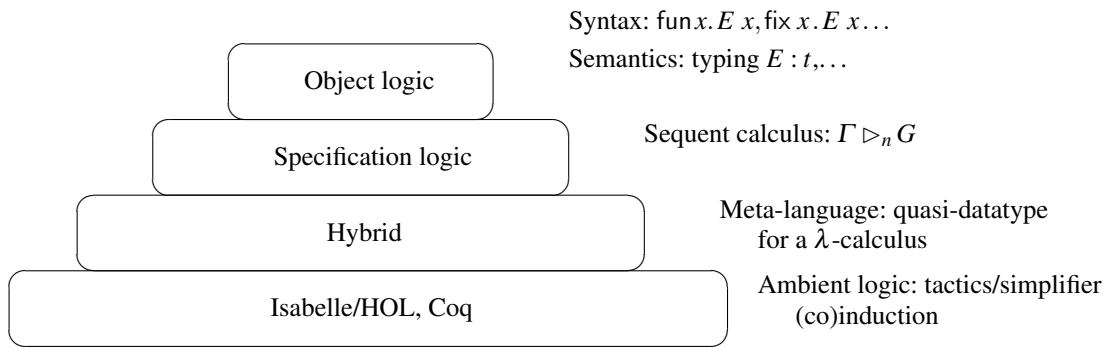 Syntax: fun x. E x, fix x. E x...
Semantics: typing E : t,...
Object logic
Sequent calculus: Γ ▷ₙ G
Specification logic
Meta-language: quasi-datatype
for a λ-calculus
Hybrid
Ambient logic: tactics/simplifier
(co)induction
Isabelle/HOL, Coq